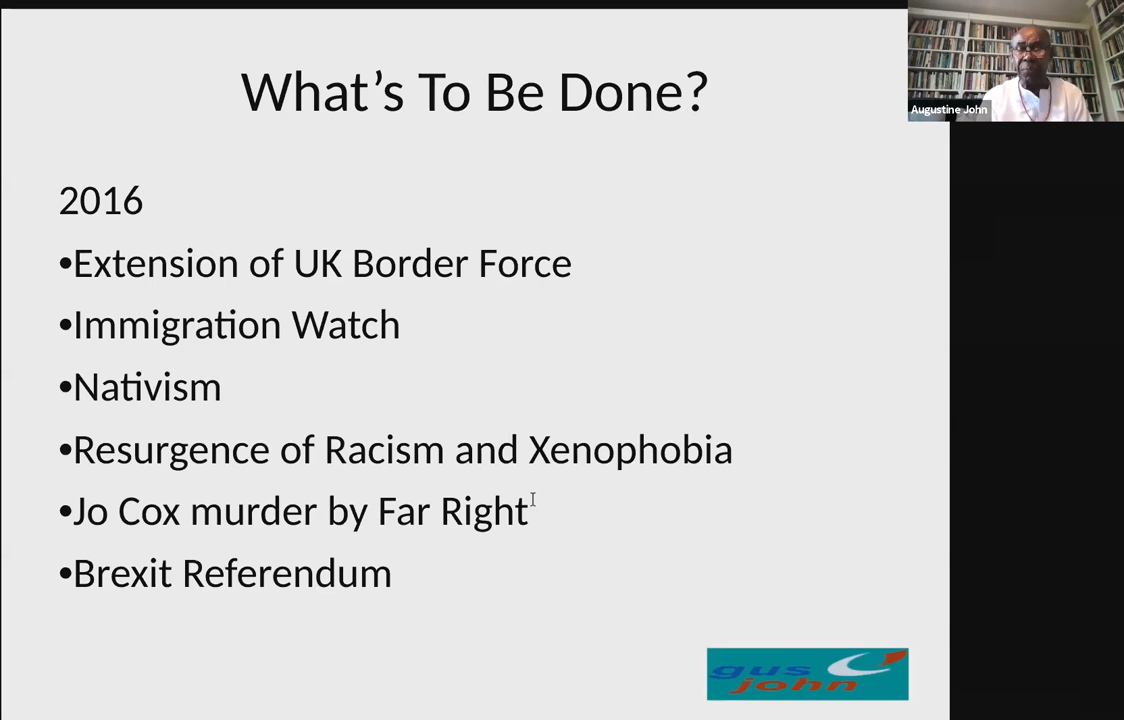 What's To Be Done?
Augustine John
2016
•Extension of UK Border Force
•Immigration Watch
•Nativism
•Resurgence of Racism and Xenophobia
•Jo Cox murder by Far Right
•Brexit Referendum
gus
john